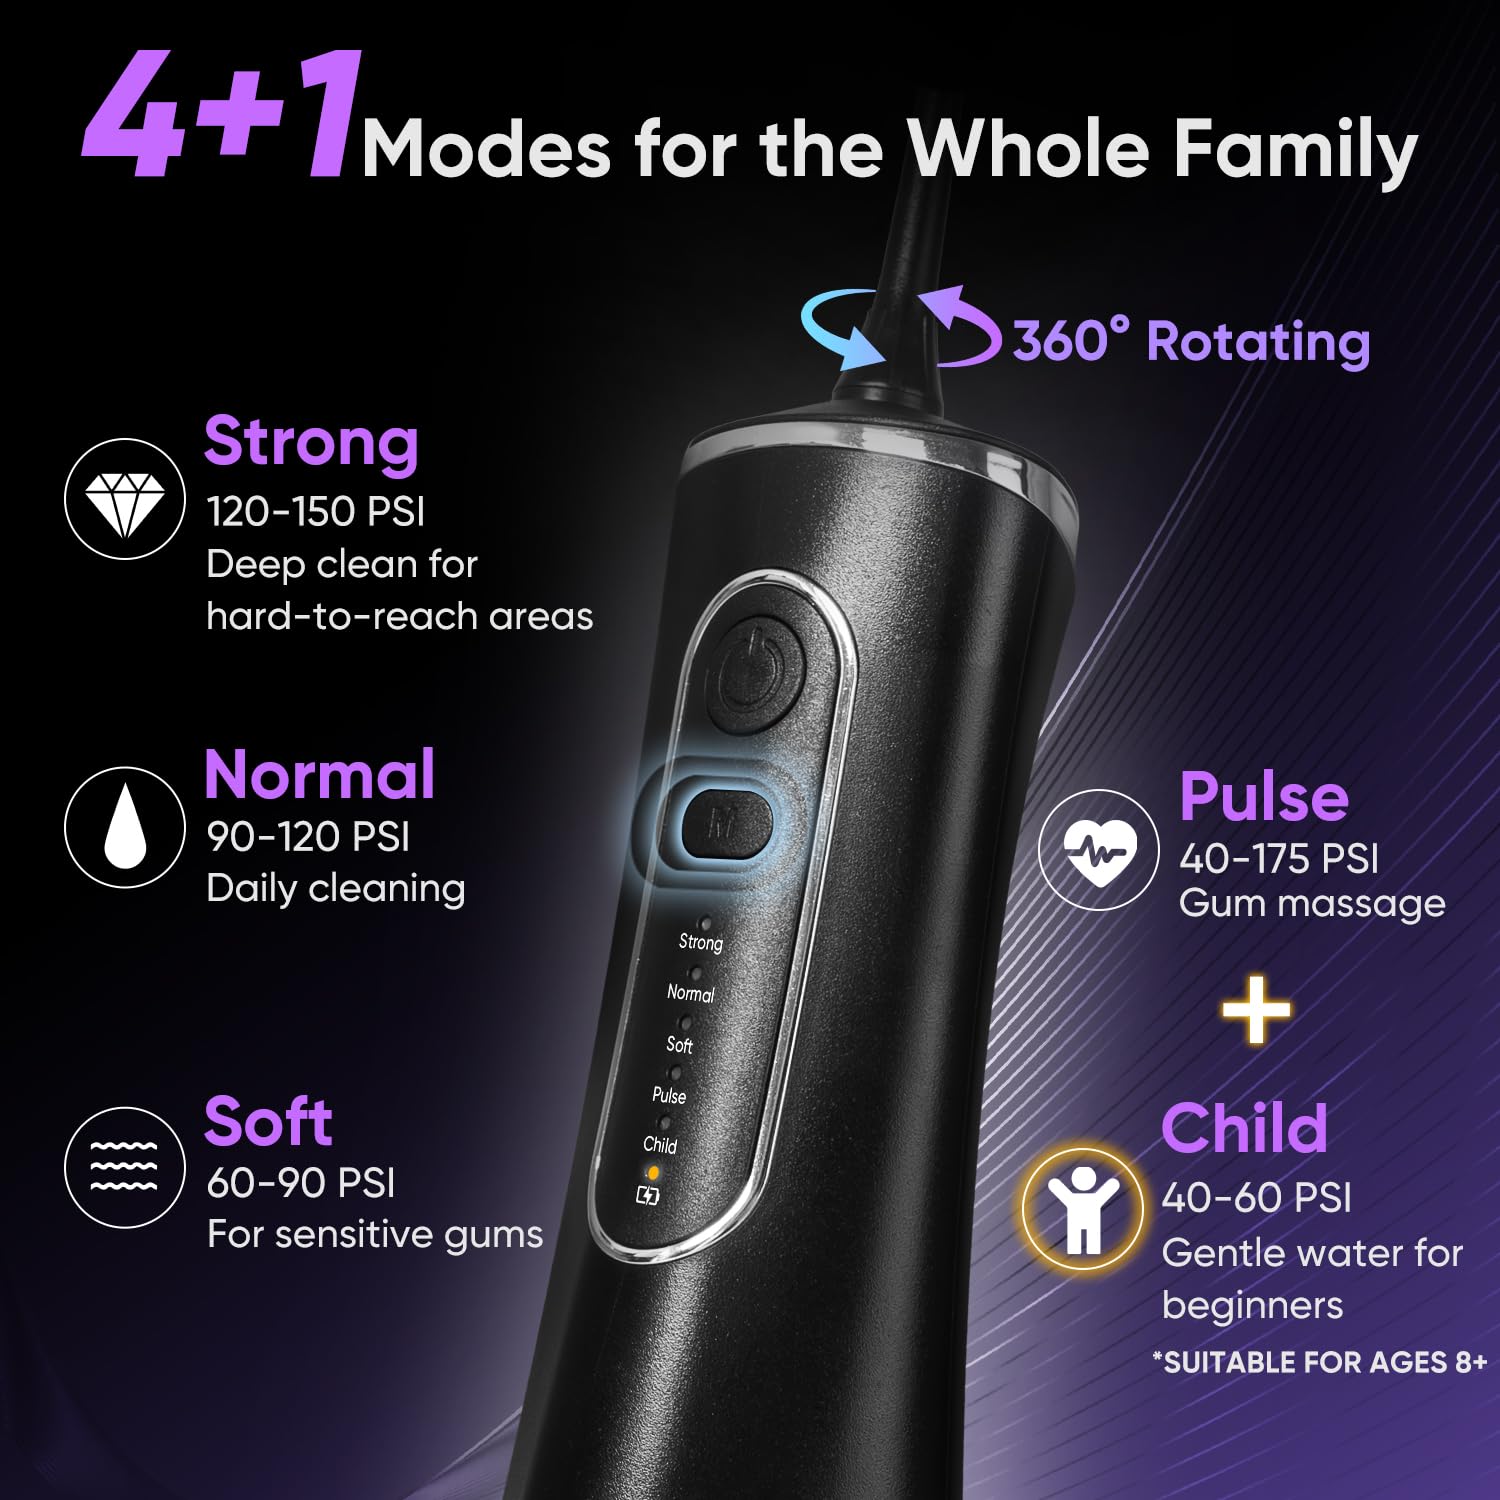 4+1 Modes for the Whole Family
360° Rotating
Strong
120-150 PSI
Deep clean for
hard-to-reach areas
Normal
90-120 PSI
Daily cleaning
Soft
60-90 PSI
For sensitive gums
M
Strong
Normal
Soft
Pulse
Child
Pulse
40-175 PSI
Gum massage
+
Child
40-60 PSI
Gentle water for
beginners
*SUITABLE FOR AGES 8+